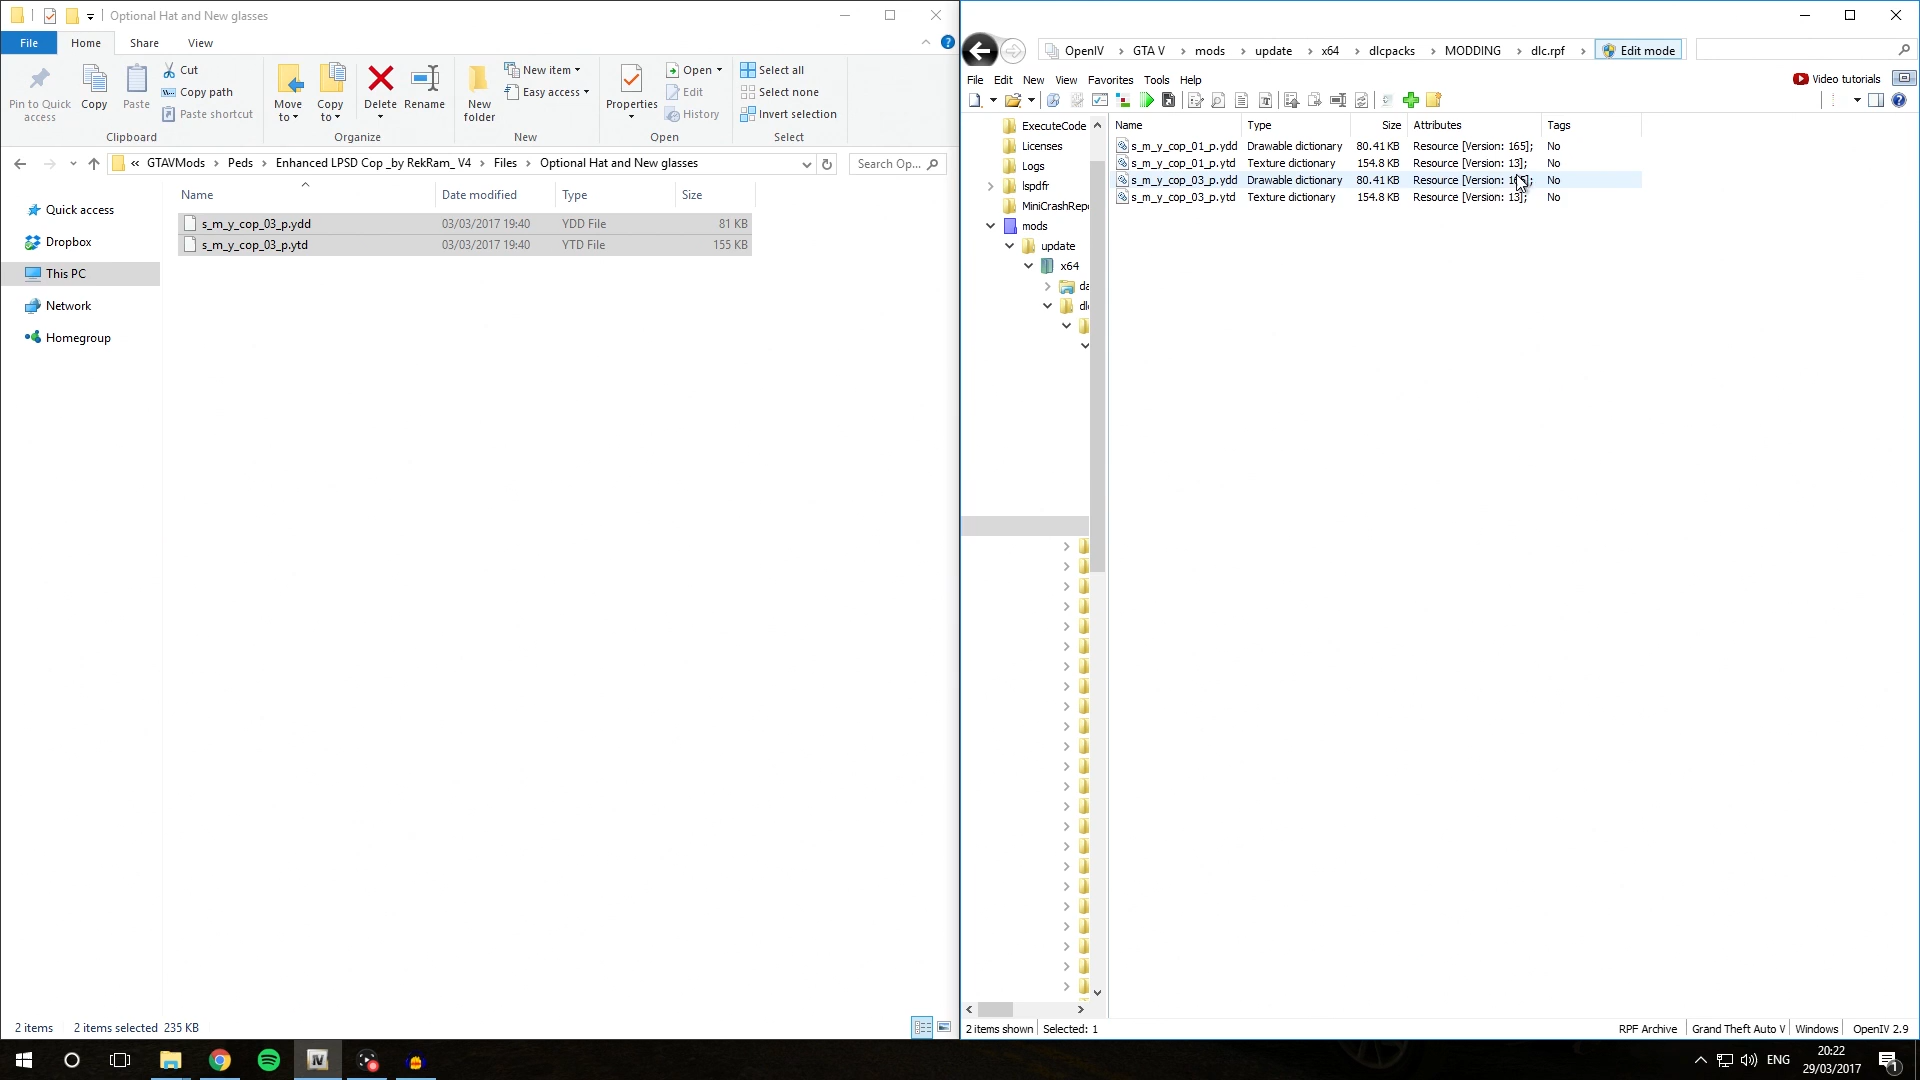 Optional Hat and New glasses
File Home Share View
Pin to Quick access
Copy
Paste
Cut
Copy path
Paste shortcut
Clipboard
Move to
Copy to
Delete
Rename
Organize
New folder
New item
Easy access
New
Properties
Open
Edit
History
Open
Select all
Select none
Invert selection
Select
« GTAVMods > Peds > Enhanced LPSD Cop _by RekRam_ V4 > Files > Optional Hat and New glasses
Search Op...
Name Date modified Type Size
s_m_y_cop_03_p.ydd 03/03/2017 19:40 YDD File 81 KB
s_m_y_cop_03_p.ytd 03/03/2017 19:40 YTD File 155 KB
Quick access
Dropbox
This PC
Network
Homegroup
2 items 2 items selected 235 KB
OpenIV > GTA V > mods > update > x64 > dlcpacks > MODDING > dlc.rpf > Edit mode
File Edit New View Favorites Tools Help
Video tutorials
ExecuteCode
Licenses
Logs
lspdfr
MiniCrashRepo
mods
update
x64
Name Type Size Attributes Tags
s_m_y_cop_01_p.ydd Drawable dictionary 80.41 KB Resource [Version: 165]; No
s_m_y_cop_01_p.ytd Texture dictionary 154.8 KB Resource [Version: 13]; No
s_m_y_cop_03_p.ydd Drawable dictionary 80.41 KB Resource [Version: 165]; No
s_m_y_cop_03_p.ytd Texture dictionary 154.8 KB Resource [Version: 13]; No
2 items shown Selected: 1
RPF Archive Grand Theft Auto V Windows OpenIV 2.9
IV
ENG
20:22
29/03/2017
1